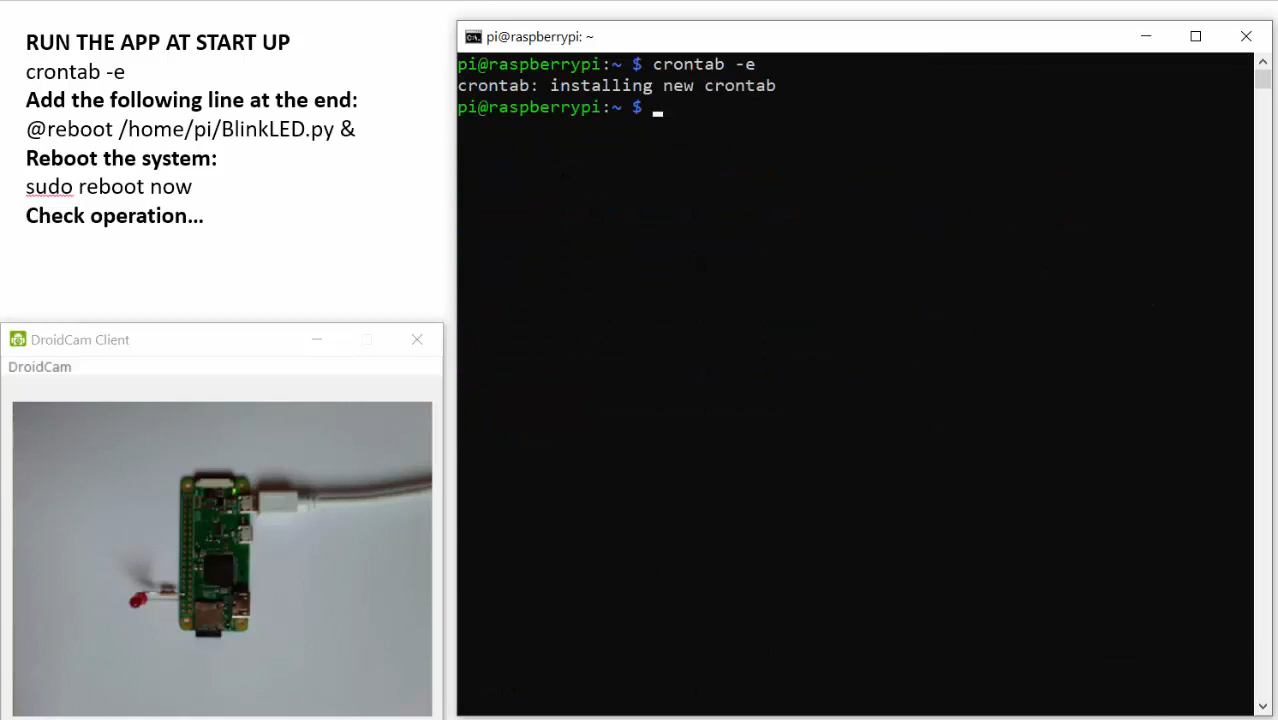 RUN THE APP AT START UP
crontab -e
Add the following line at the end:
@reboot /home/pi/BlinkLED.py &
Reboot the system:
sudo reboot now
Check operation...
pi@raspberrypi: ~
pi@raspberrypi:~ $ crontab -e
crontab: installing new crontab
pi@raspberrypi:~ $
DroidCam Client
DroidCam